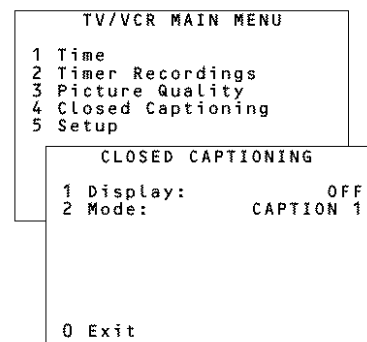 TV/VCR MAIN MENU
1 Time
2 Timer Recordings
3 Picture Quality
4 Closed Captioning
5 Setup
CLOSED CAPTIONING
1 Display: OFF
2 Mode: CAPTION 1
0 Exit